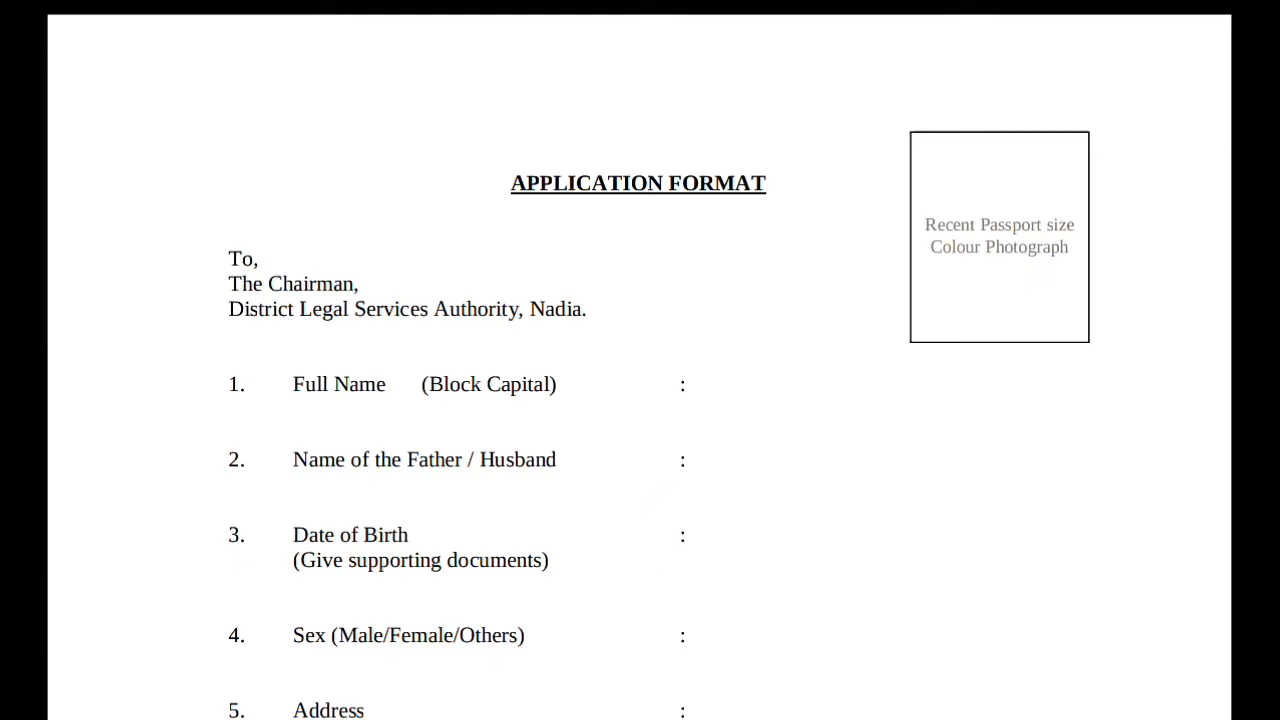 APPLICATION FORMAT
Recent Passport size
Colour Photograph
To,
The Chairman,
District Legal Services Authority, Nadia.
1. Full Name (Block Capital) :
2. Name of the Father / Husband :
3. Date of Birth :
(Give supporting documents)
4. Sex (Male/Female/Others) :
5. Address :